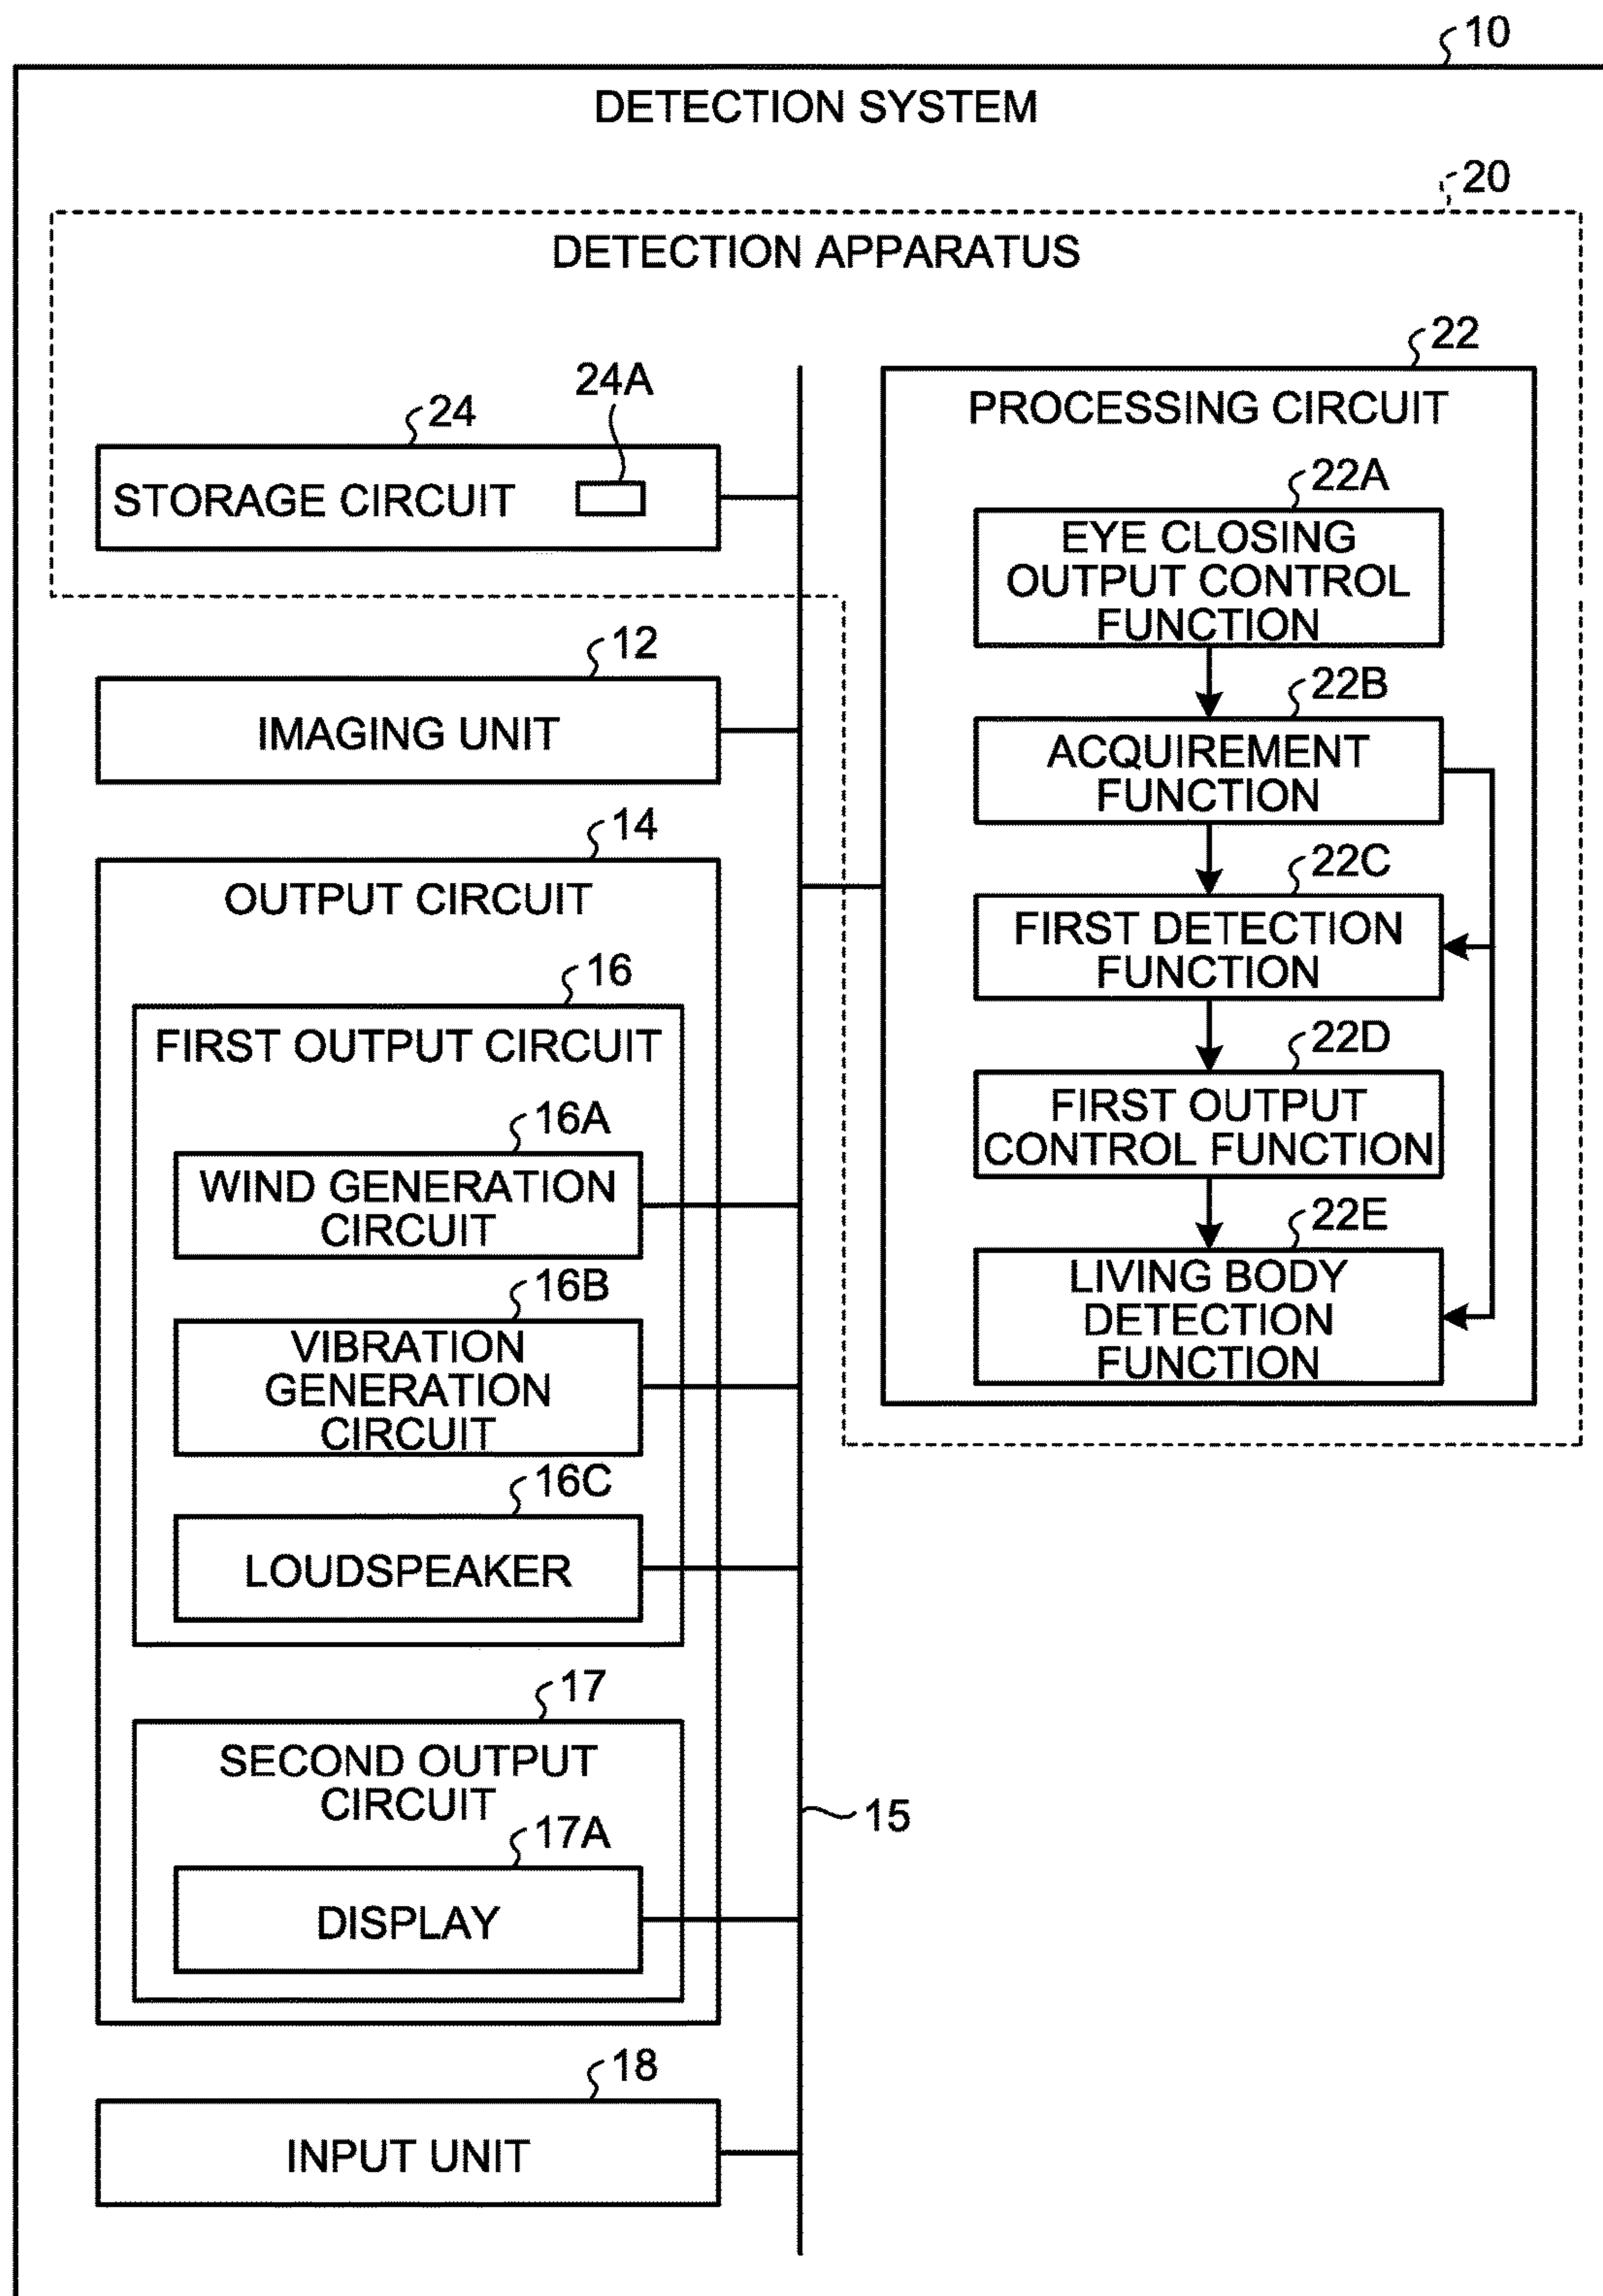 10
DETECTION SYSTEM
20
DETECTION APPARATUS
24
24A
STORAGE CIRCUIT
12
IMAGING UNIT
14
OUTPUT CIRCUIT
16
FIRST OUTPUT CIRCUIT
16A
WIND GENERATION
CIRCUIT
16B
VIBRATION
GENERATION
CIRCUIT
16C
LOUDSPEAKER
17
SECOND OUTPUT
CIRCUIT
17A
DISPLAY
18
INPUT UNIT
15
22
PROCESSING CIRCUIT
22A
EYE CLOSING
OUTPUT CONTROL
FUNCTION
22B
ACQUIREMENT
FUNCTION
22C
FIRST DETECTION
FUNCTION
22D
FIRST OUTPUT
CONTROL FUNCTION
22E
LIVING BODY
DETECTION
FUNCTION